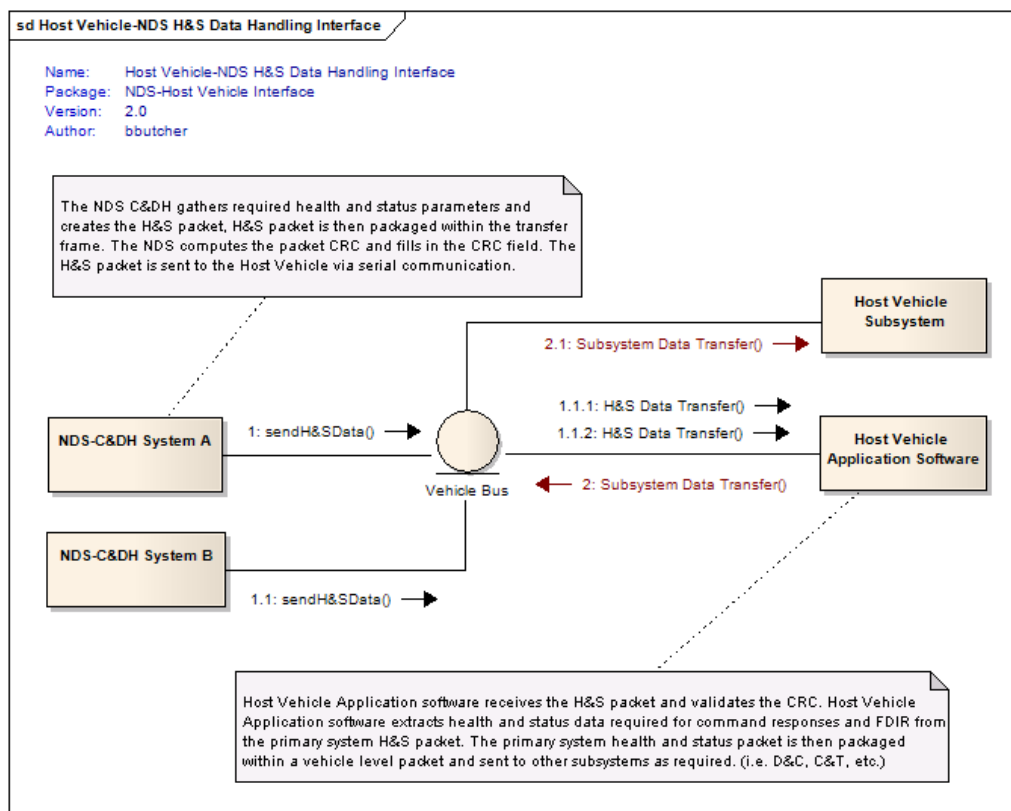 sd Host Vehicle-NDS H&S Data Handling Interface
Name: Host Vehicle-NDS H&S Data Handling Interface
Package: NDS-Host Vehicle Interface
Version: 2.0
Author: bbutcher
The NDS C&DH gathers required health and status parameters and
creates the H&S packet, H&S packet is then packaged within the transfer
frame. The NDS computes the packet CRC and fills in the CRC field. The
H&S packet is sent to the Host Vehicle via serial communication.
Host Vehicle
Subsystem
2.1: Subsystem Data Transfer()
1.1.1: H&S Data Transfer()
NDS-C&DH System A
1: sendH&SData()
1.1.2: H&S Data Transfer()
Host Vehicle
Application Software
Vehicle Bus
2: Subsystem Data Transfer()
NDS-C&DH System B
1.1: sendH&SData()
Host Vehicle Application software receives the H&S packet and validates the CRC. Host Vehicle
Application software extracts health and status data required for command responses and FDIR from
the primary system H&S packet. The primary system health and status packet is then packaged
within a vehicle level packet and sent to other subsystems as required. (i.e. D&C, C&T, etc.)